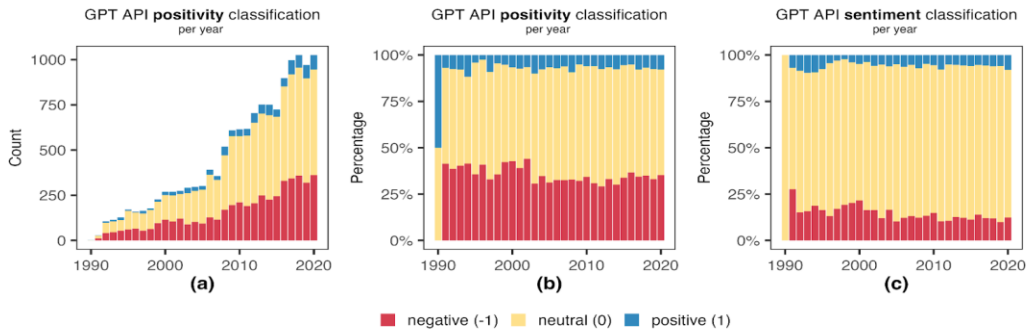 GPT API positivity classification
per year
Count
1000
750
500
250
0
1990
2000
2010
2020
(a)
GPT API positivity classification
per year
Percentage
100%
75%
50%
25%
0%
1990
2000
2010
2020
(b)
GPT API sentiment classification
per year
Percentage
100%
75%
50%
25%
0%
1990
2000
2010
2020
(c)
negative (-1) neutral (0) positive (1)